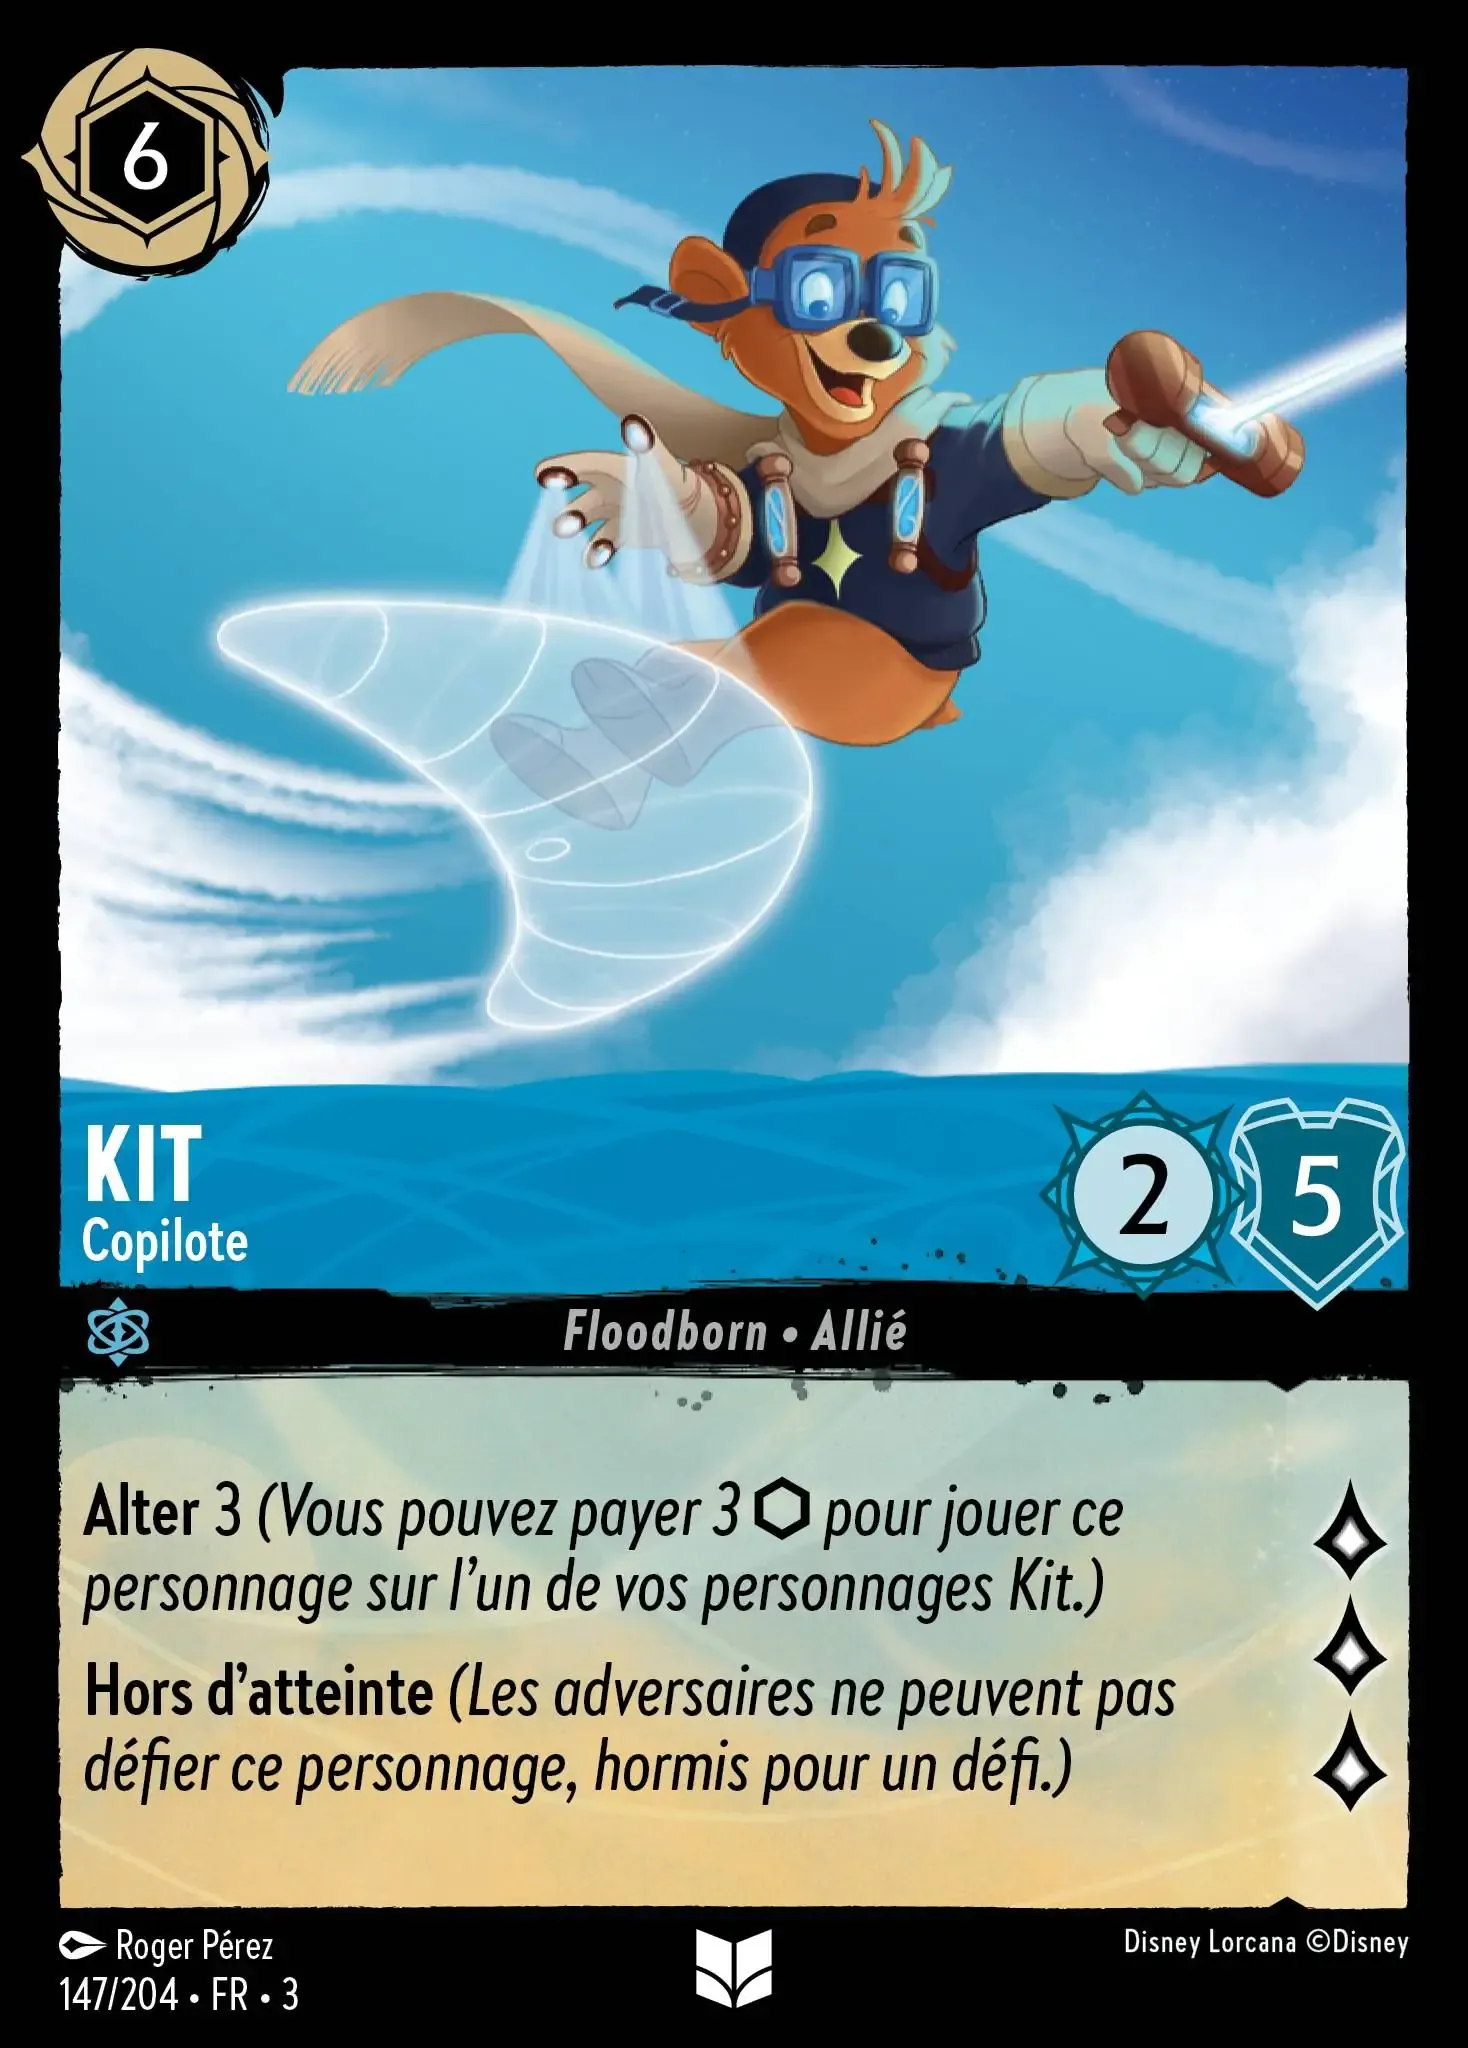 6
KIT
Copilote
2
5
Floodborn • Allié
Alter 3 (Vous pouvez payer 3 ⬡ pour jouer ce
personnage sur l’un de vos personnages Kit.)
Hors d’atteinte (Les adversaires ne peuvent pas
défier ce personnage, hormis pour un défi.)
Roger Pérez
Disney Lorcana ©Disney
147/204 • FR • 3